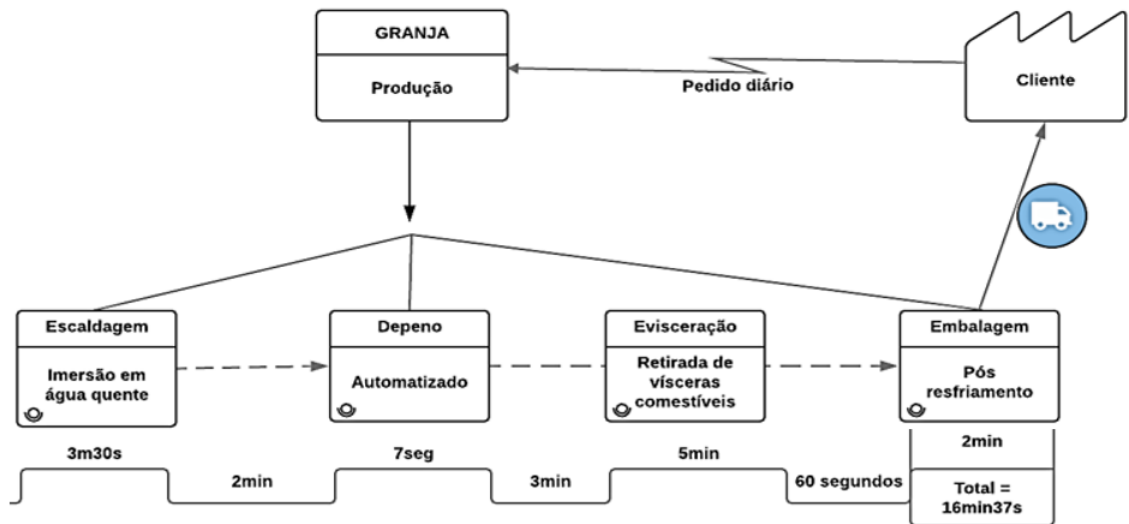 GRANJA
Produção
Pedido diário
Cliente
Escaldagem
Imersão em
água quente
Depeno
Automatizado
Evisceração
Retirada de
vísceras
comestíveis
Embalagem
Pós
resfriamento
3m30s
2min
7seg
3min
5min
60 segundos
2min
Total =
16min37s